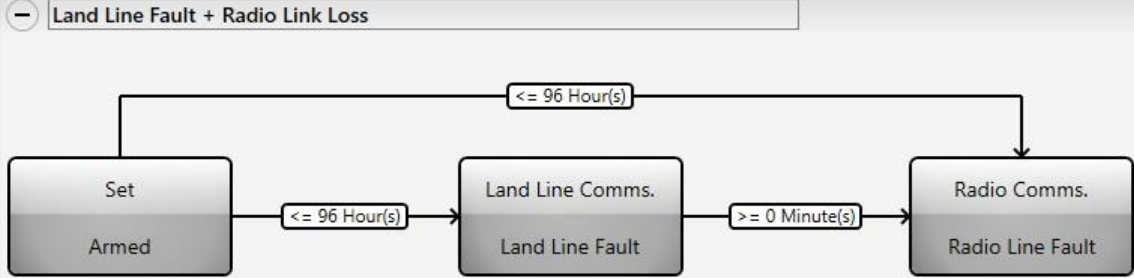 Land Line Fault + Radio Link Loss
<= 96 Hour(s)
Set
Armed
<= 96 Hour(s)
Land Line Comms.
Land Line Fault
>= 0 Minute(s)
Radio Comms.
Radio Line Fault